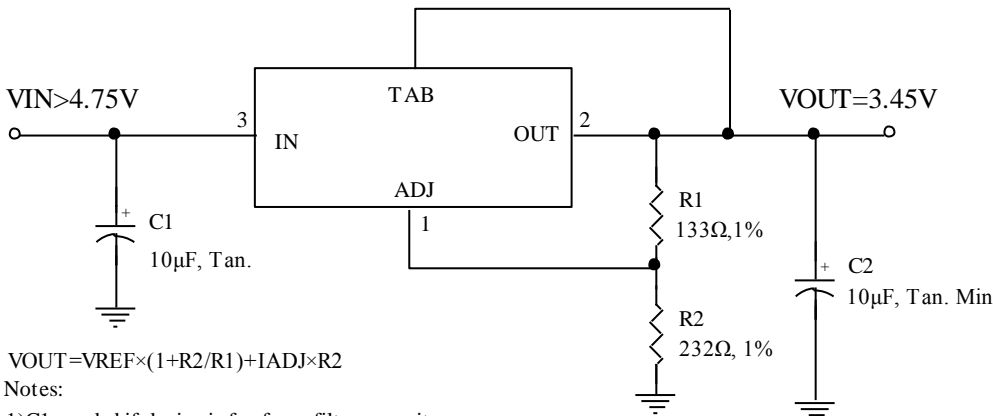 TAB
VIN>4.75V
VOUT=3.45V
3
IN
OUT
2
ADJ
1
R1
133Ω,1%
+
C1
10μF, Tan.
+
C2
10μF, Tan. Min
R2
232Ω, 1%
VOUT=VREF×(1+R2/R1)+IADJ×R2
Notes: